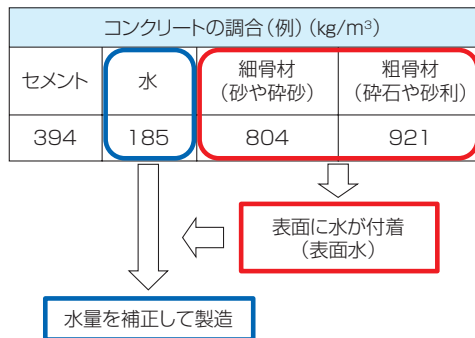 コンクリートの調合(例)(kg/m³)
セメント 水 細骨材 粗骨材
(砂や砕砂) (砕石や砂利)
394 185 804 921
表面に水が付着
(表面水)
水量を補正して製造